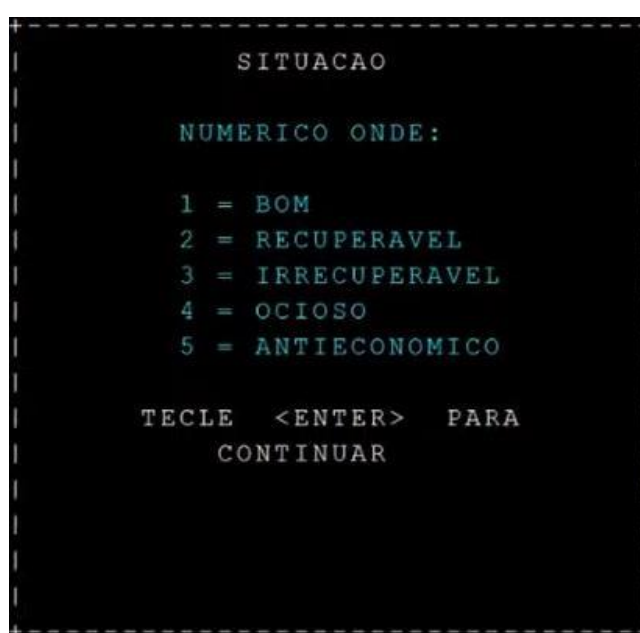 SITUACAO
NUMERICO ONDE:
1 = BOM
2 = RECUPERAVEL
3 = IRRECUPERAVEL
4 = OCIOSO
5 = ANTIECONOMICO
TECLE <ENTER> PARA
CONTINUAR